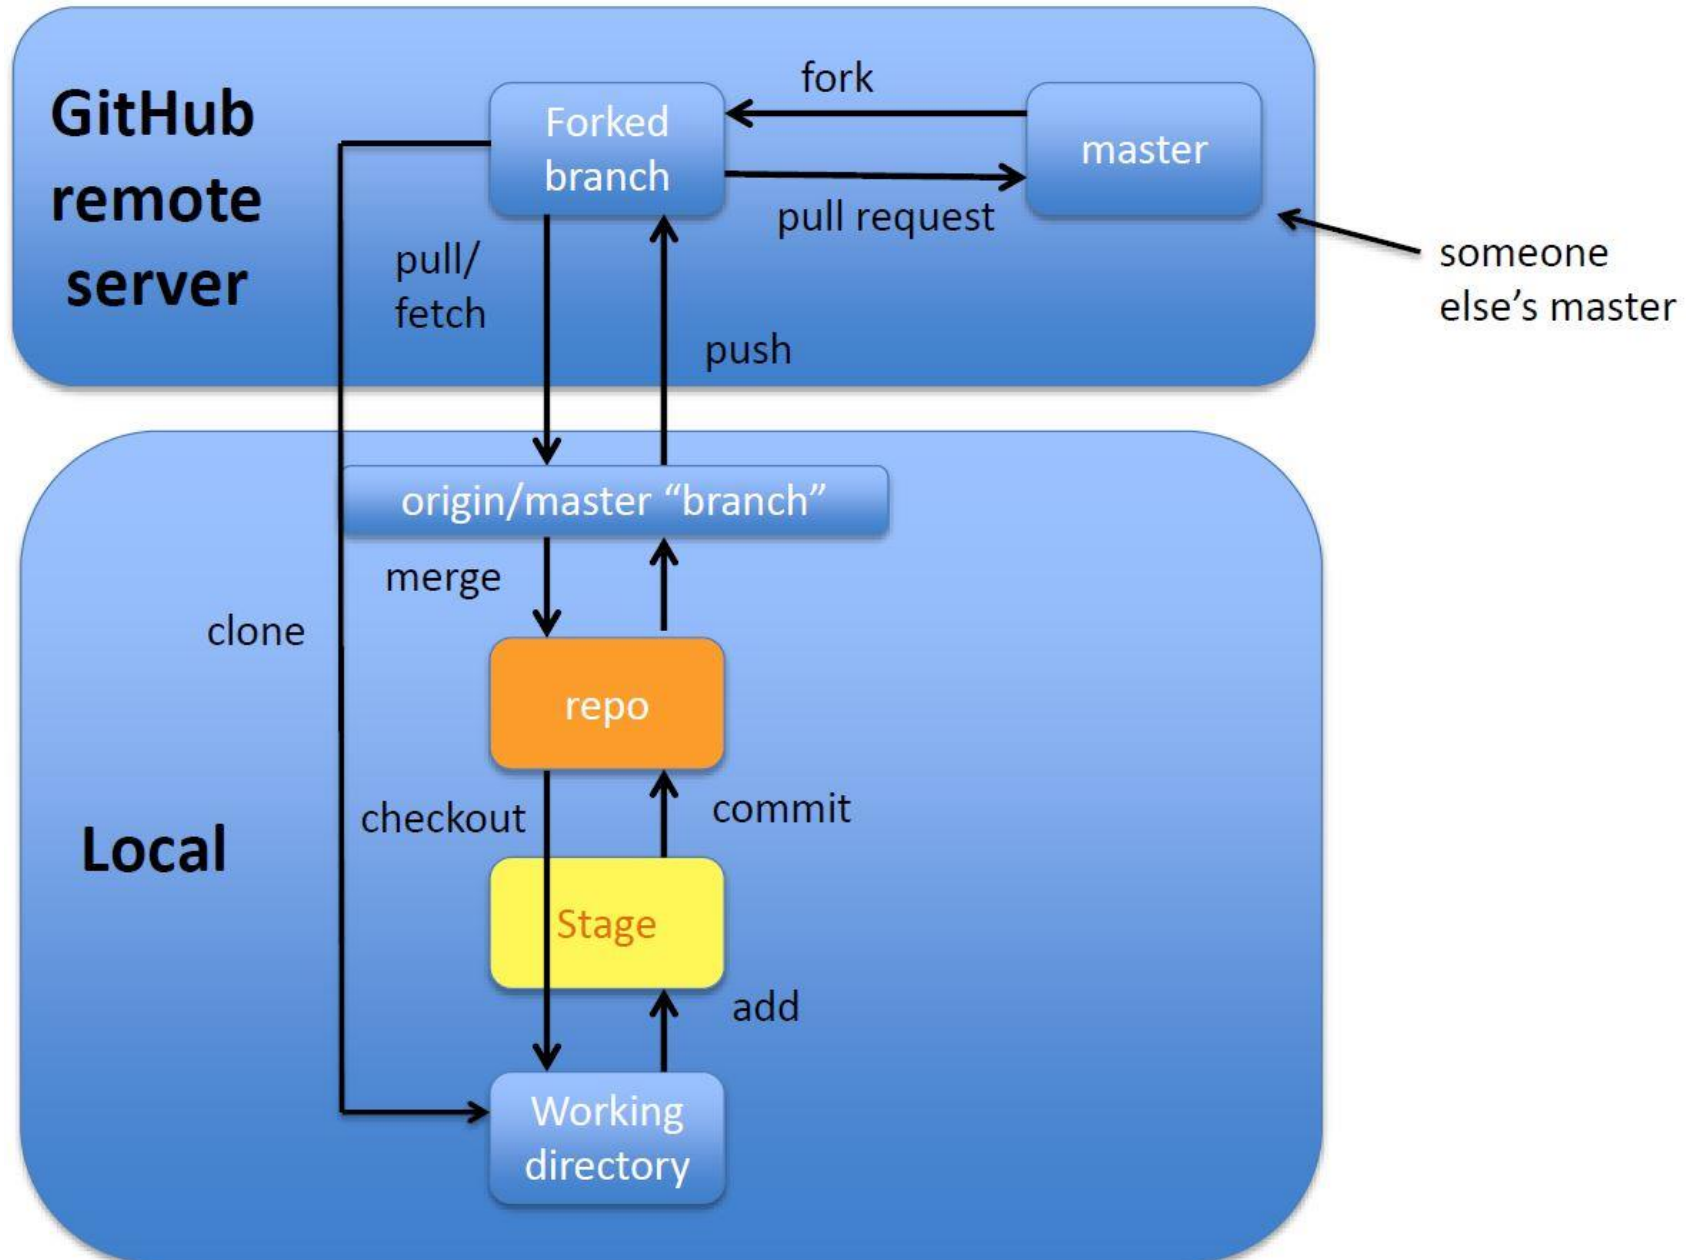 GitHub
remote
server
fork
Forked
branch
master
pull request
someone
else’s master
pull/
fetch
push
origin/master “branch”
merge
clone
repo
checkout
commit
Local
Stage
add
Working
directory